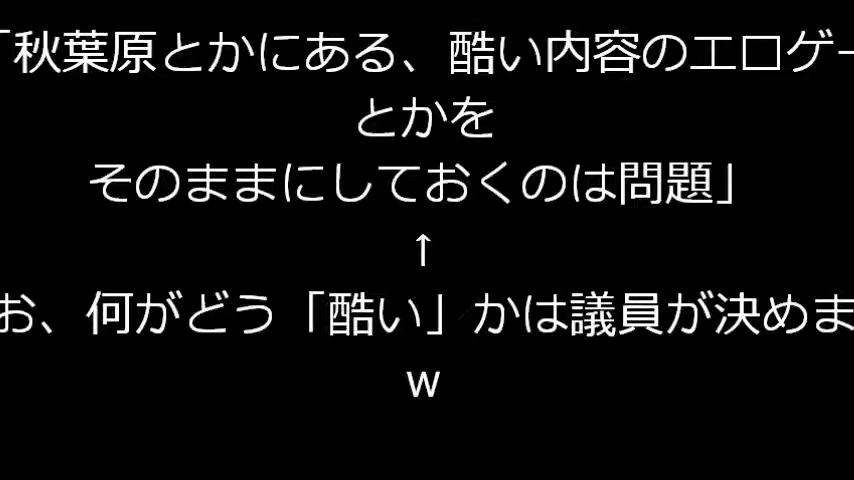 「秋葉原とかにある、酷い内容のエロゲー
とかを
そのままにしておくのは問題」
↑
お、何がどう「酷い」かは議員が決めま
w